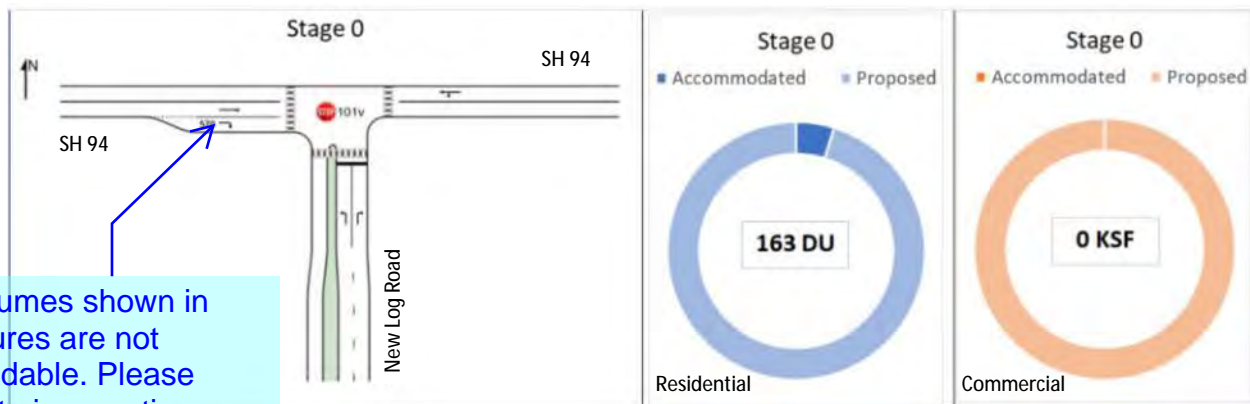 Stage 0
N
SH 94
STOP 101v
SH 94
New Log Road
umes shown in
ures are not
dable. Please
Stage 0
Accommodated Proposed
163 DU
Residential
Stage 0
Accommodated Proposed
0 KSF
Commercial